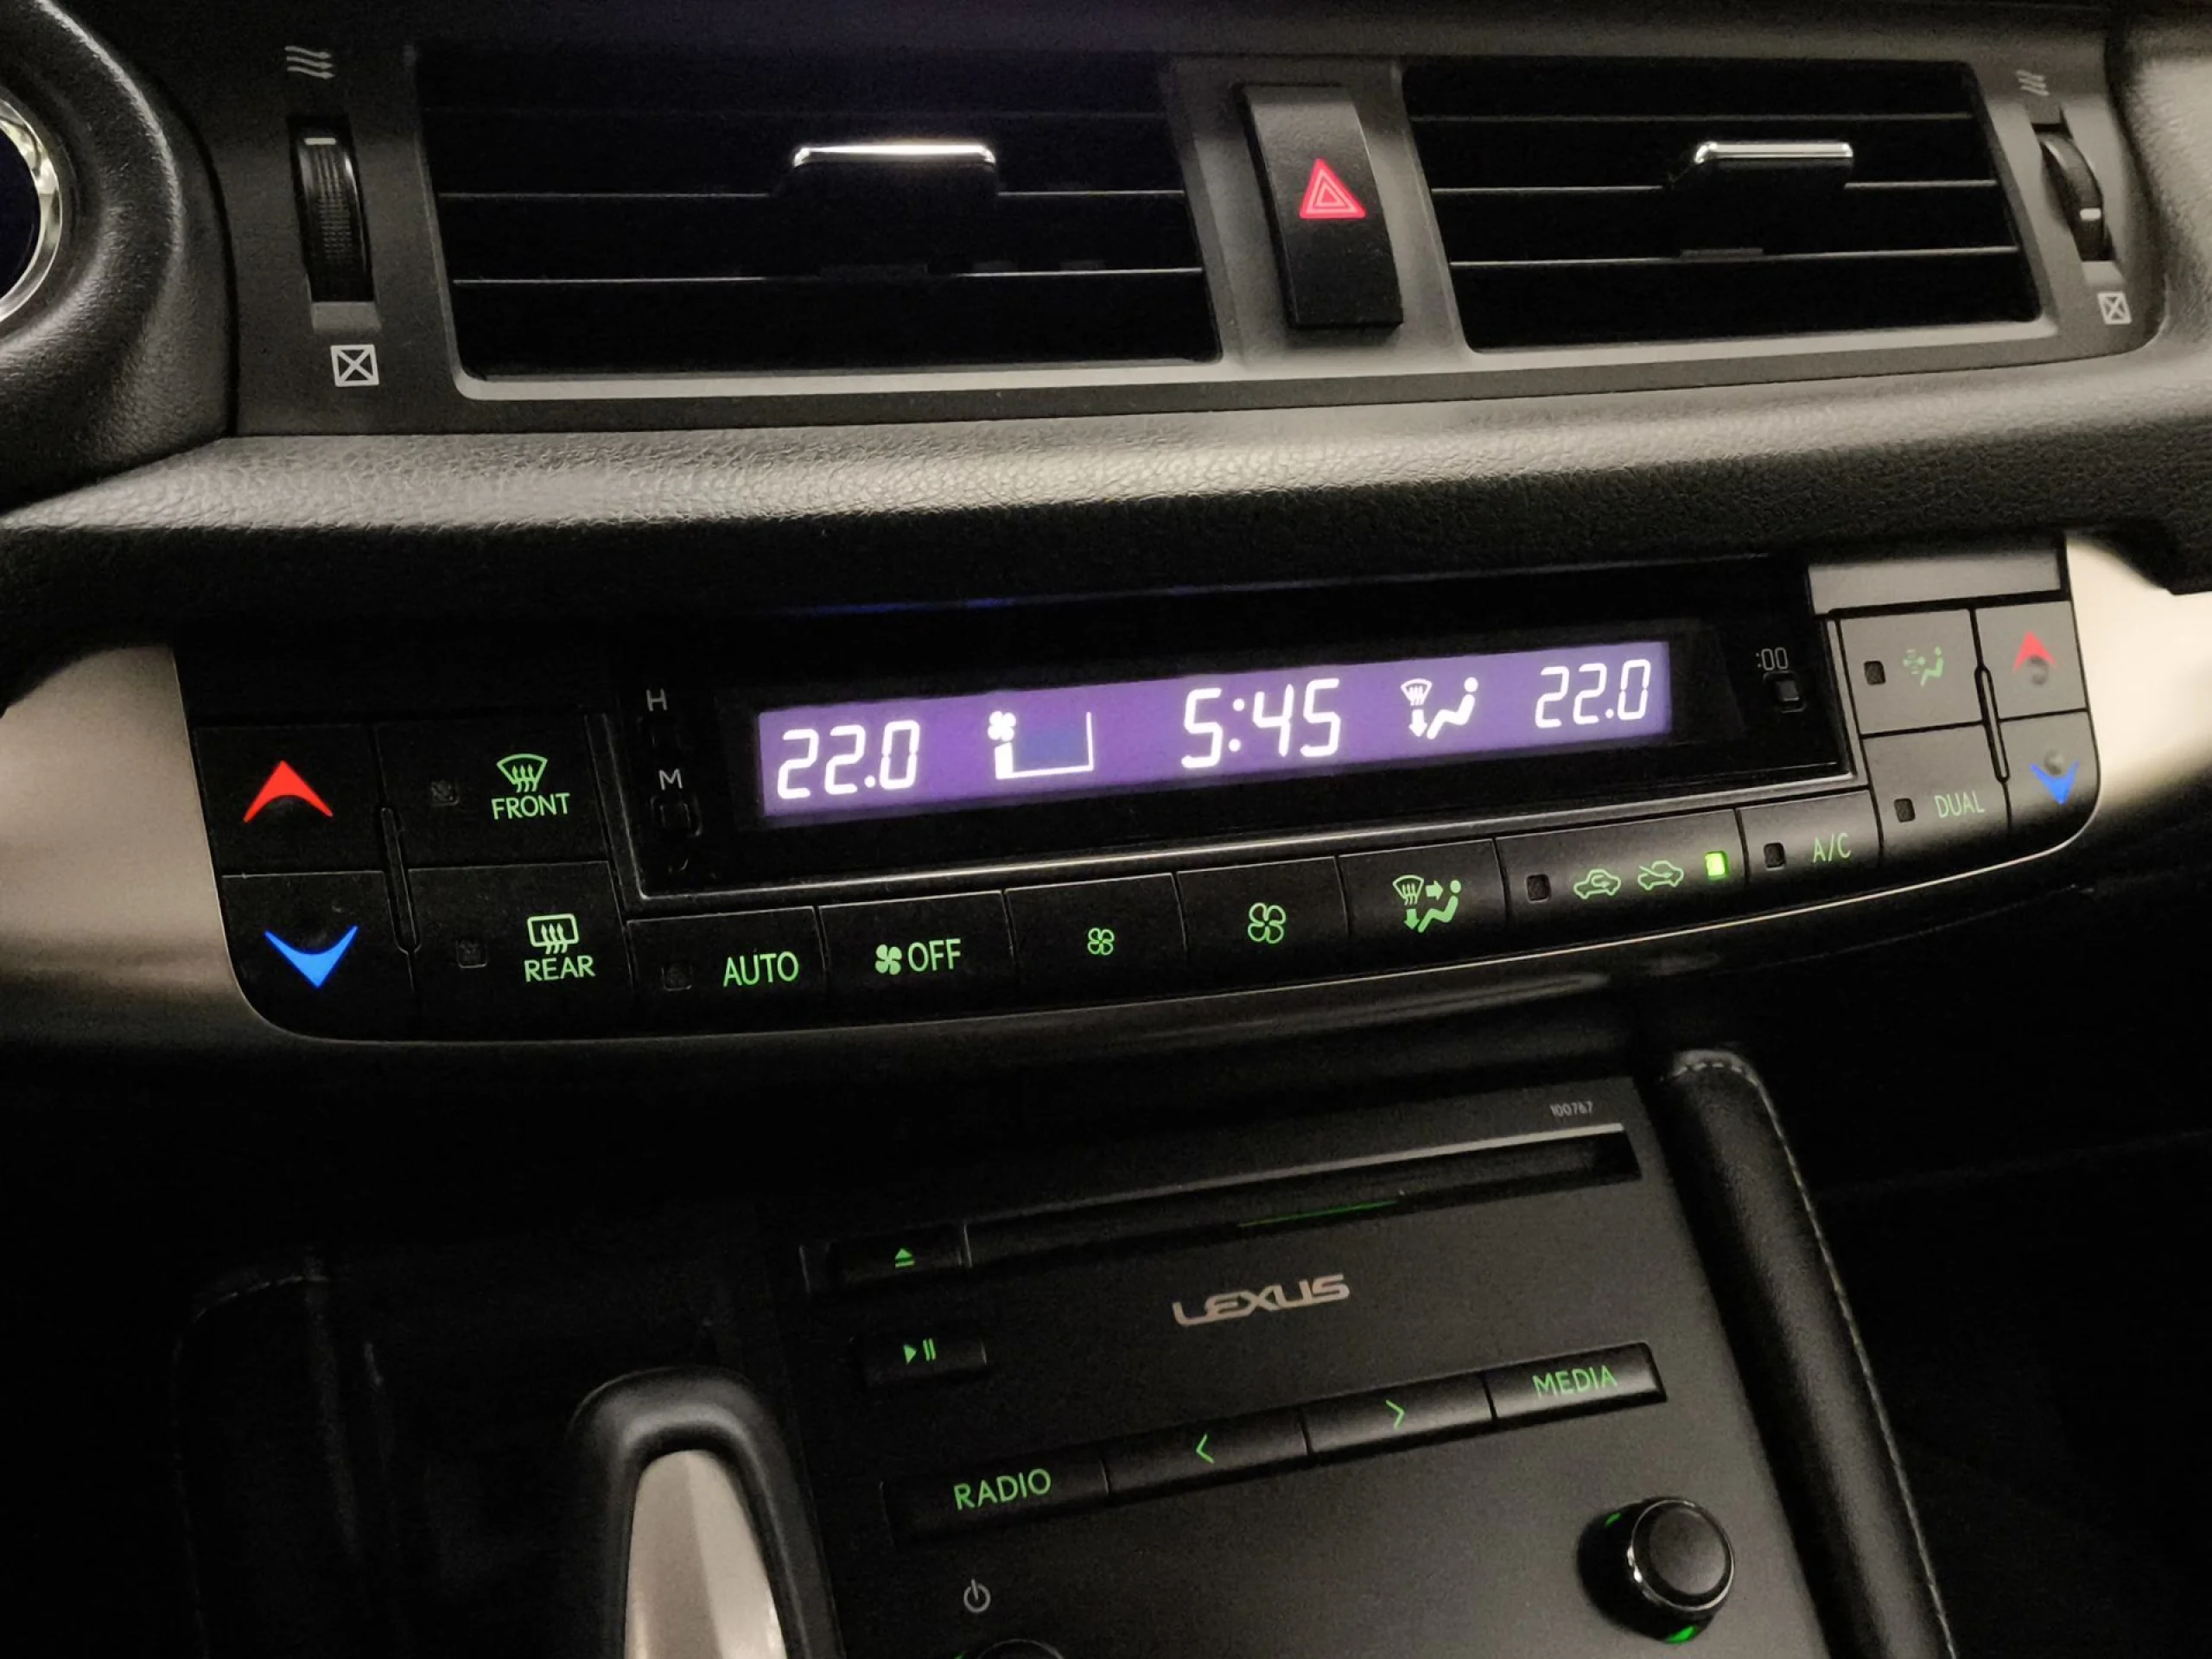 H
:00
22.0 5:45 22.0
M
FRONT
DUAL
A/C
REAR
AUTO
OFF
100767
LEXUS
MEDIA
RADIO